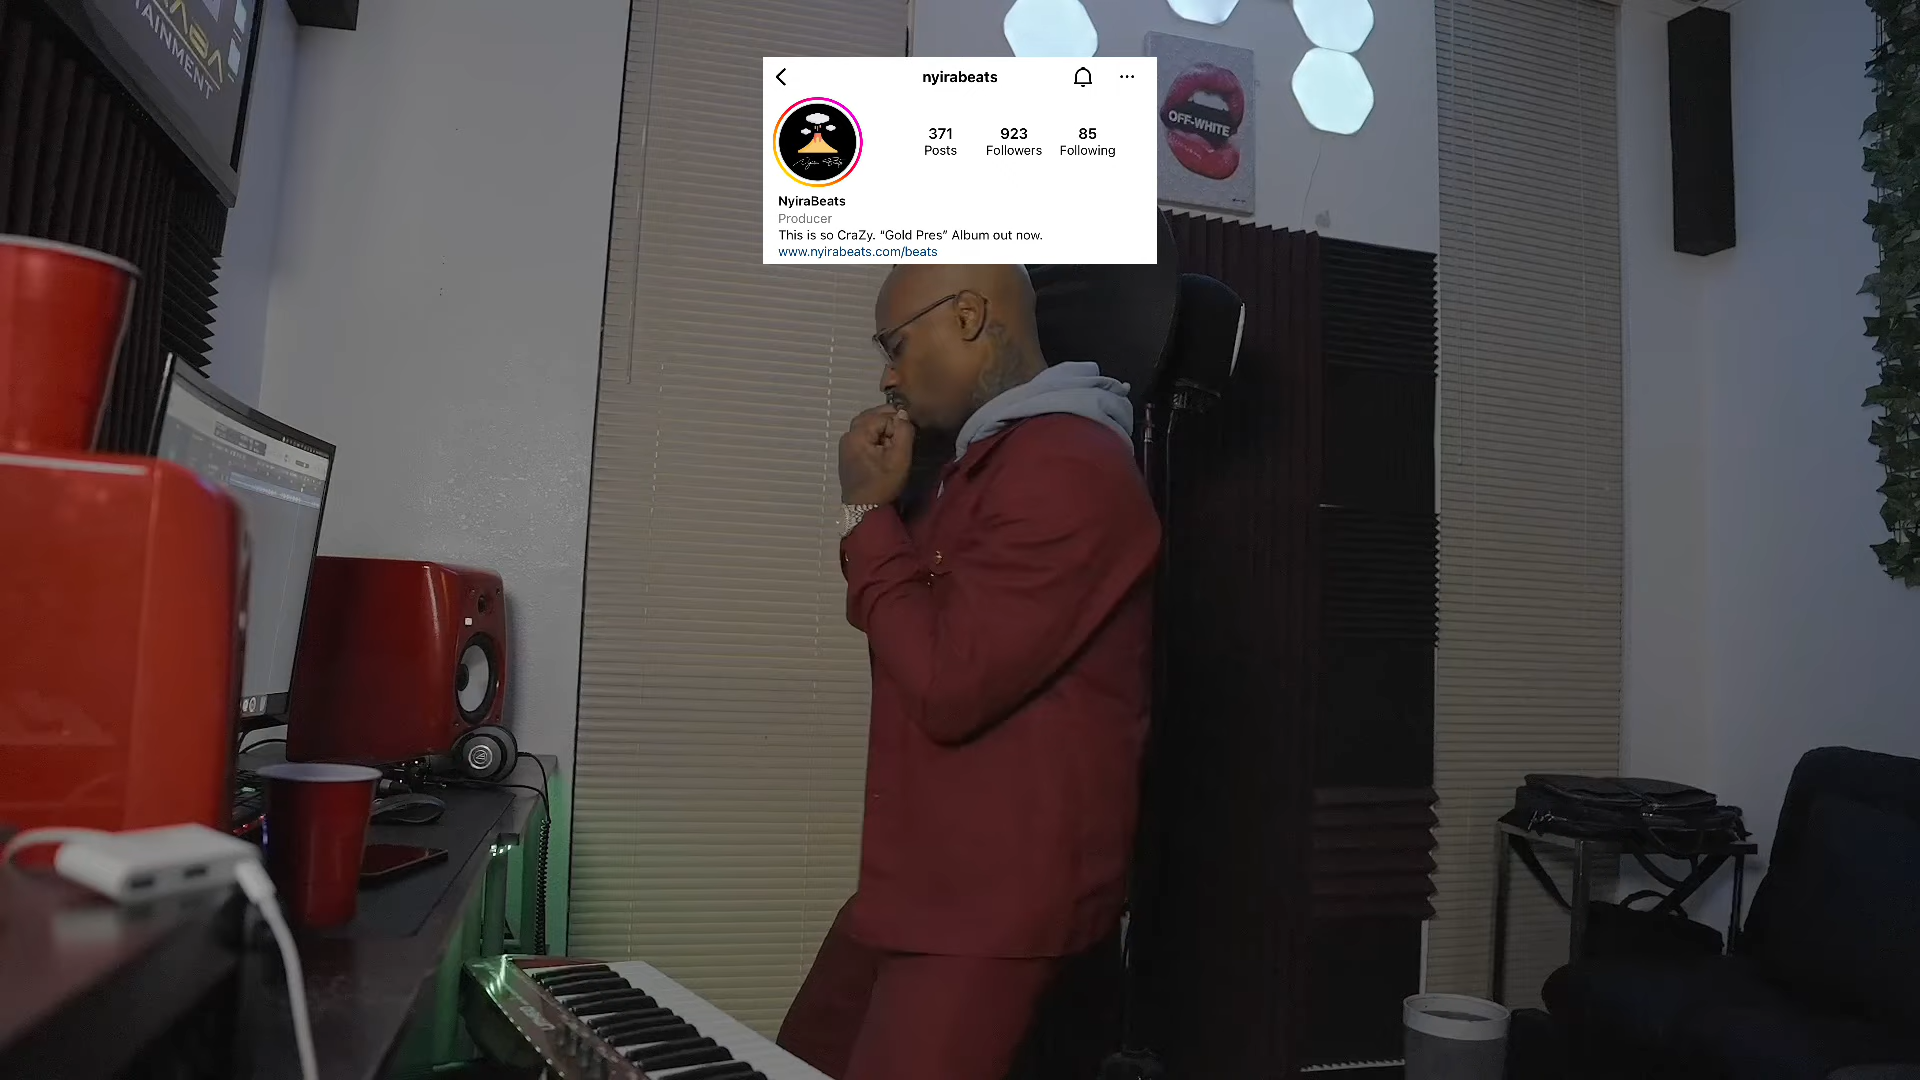 TAINMENT
nyirabeats
371
Posts
923
Followers
85
Following
NyiraBeats
Producer
This is so CraZy. “Gold Pres” Album out now.
www.nyirabeats.com/beats
OFF-WHITE